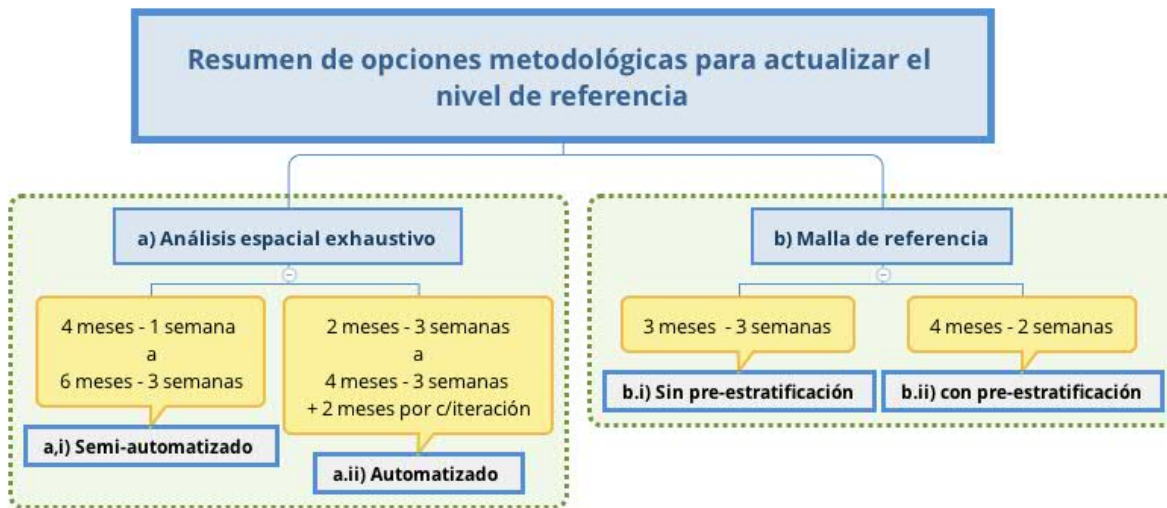 Resumen de opciones metodológicas para actualizar el
nivel de referencia
a) Análisis espacial exhaustivo
4 meses - 1 semana
a
6 meses - 3 semanas
a,i) Semi-automatizado
2 meses - 3 semanas
a
4 meses - 3 semanas
+ 2 meses por c/iteración
a.ii) Automatizado
b) Malla de referencia
3 meses - 3 semanas
b.i) Sin pre-estratificación
4 meses - 2 semanas
b.ii) con pre-estratificación